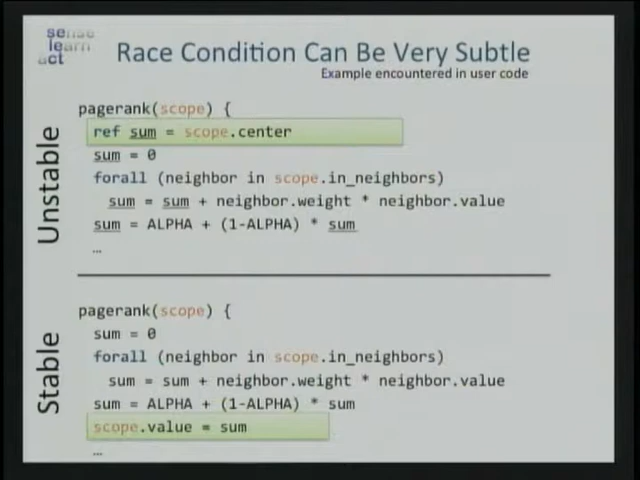 sense
learn
act
Race Condition Can Be Very Subtle
Example encountered in user code
Unstable
pagerank(scope) {
ref sum = scope.center
sum = 0
forall (neighbor in scope.in_neighbors)
sum = sum + neighbor.weight * neighbor.value
sum = ALPHA + (1-ALPHA) * sum
…
Stable
pagerank(scope) {
sum = 0
forall (neighbor in scope.in_neighbors)
sum = sum + neighbor.weight * neighbor.value
sum = ALPHA + (1-ALPHA) * sum
scope.value = sum
…